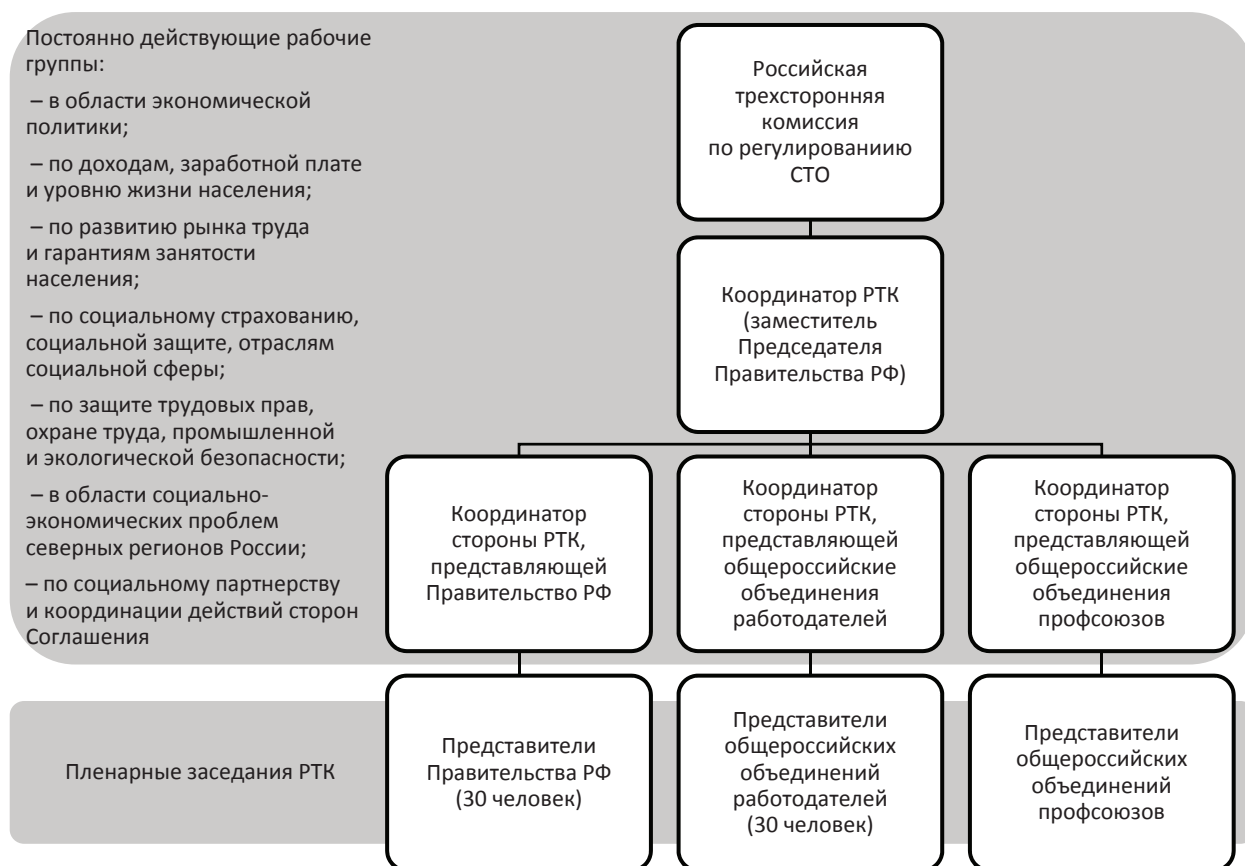 Постоянно действующие рабочие
группы:
– в области экономической
политики;
– по доходам, заработной плате
и уровню жизни населения;
– по развитию рынка труда
и гарантиям занятости
населения;
– по социальному страхованию,
социальной защите, отраслям
социальной сферы;
– по защите трудовых прав,
охране труда, промышленной
и экологической безопасности;
– в области социально-
экономических проблем
северных регионов России;
– по социальному партнерству
и координации действий сторон
Соглашения
Российская
трехсторонняя
комиссия
по регулированиию
СТО
Координатор РТК
(заместитель
Председателя
Правительства РФ)
Координатор
стороны РТК,
представляющей
Правительство РФ
Координатор
стороны РТК,
представляющей
общероссийские
объединения
работодателей
Координатор
стороны РТК,
представляющей
общероссийские
объединения
профсоюзов
Пленарные заседания РТК
Представители
Правительства РФ
(30 человек)
Представители
общероссийских
объединений
работодателей
(30 человек)
Представители
общероссийских
объединений
профсоюзов